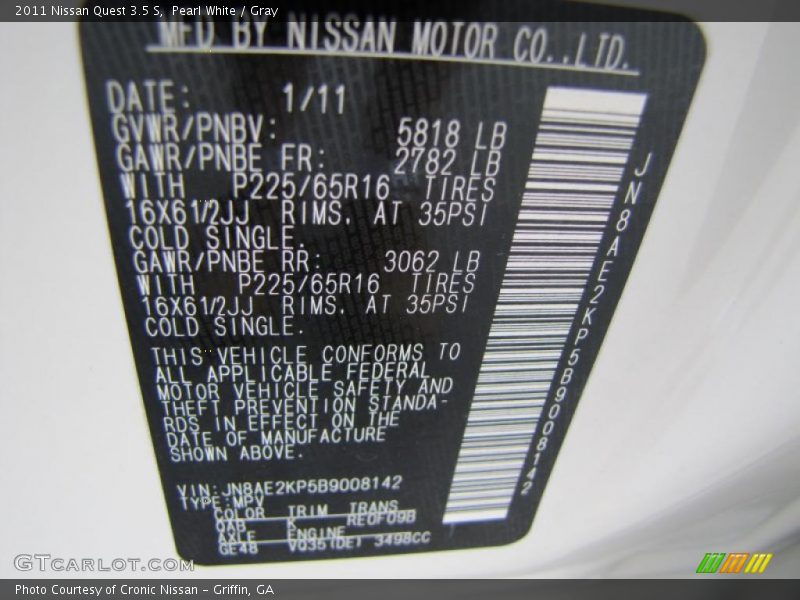 2011 Nissan Quest 3.5 S, Pearl White / Gray
MFD BY NISSAN MOTOR CO.,LTD.
DATE: 1/11
GVWR/PNBV: 5818 LB
GAWR/PNBE FR: 2782 LB
WITH P225/65R16 TIRES
16X61/2JJ RIMS. AT 35PSI
COLD SINGLE.
GAWR/PNBE RR: 3062 LB
WITH P225/65R16 TIRES
16X61/2JJ RIMS. AT 35PSI
COLD SINGLE.
THIS VEHICLE CONFORMS TO
ALL APPLICABLE FEDERAL
MOTOR VEHICLE SAFETY AND
THEFT PREVENTION STANDA-
RDS IN EFFECT ON THE
DATE OF MANUFACTURE
SHOWN ABOVE.
VIN:JN8AE2KP5B9008142
TYPE:MPV
COLOR TRIM TRANS
QAB K RE0F09B
AXLE ENGINE
GE48 VQ35(DE) 3498CC
JN8AE2KP5B9008142
GTCarLot.com
Photo Courtesy of Cronic Nissan - Griffin, GA